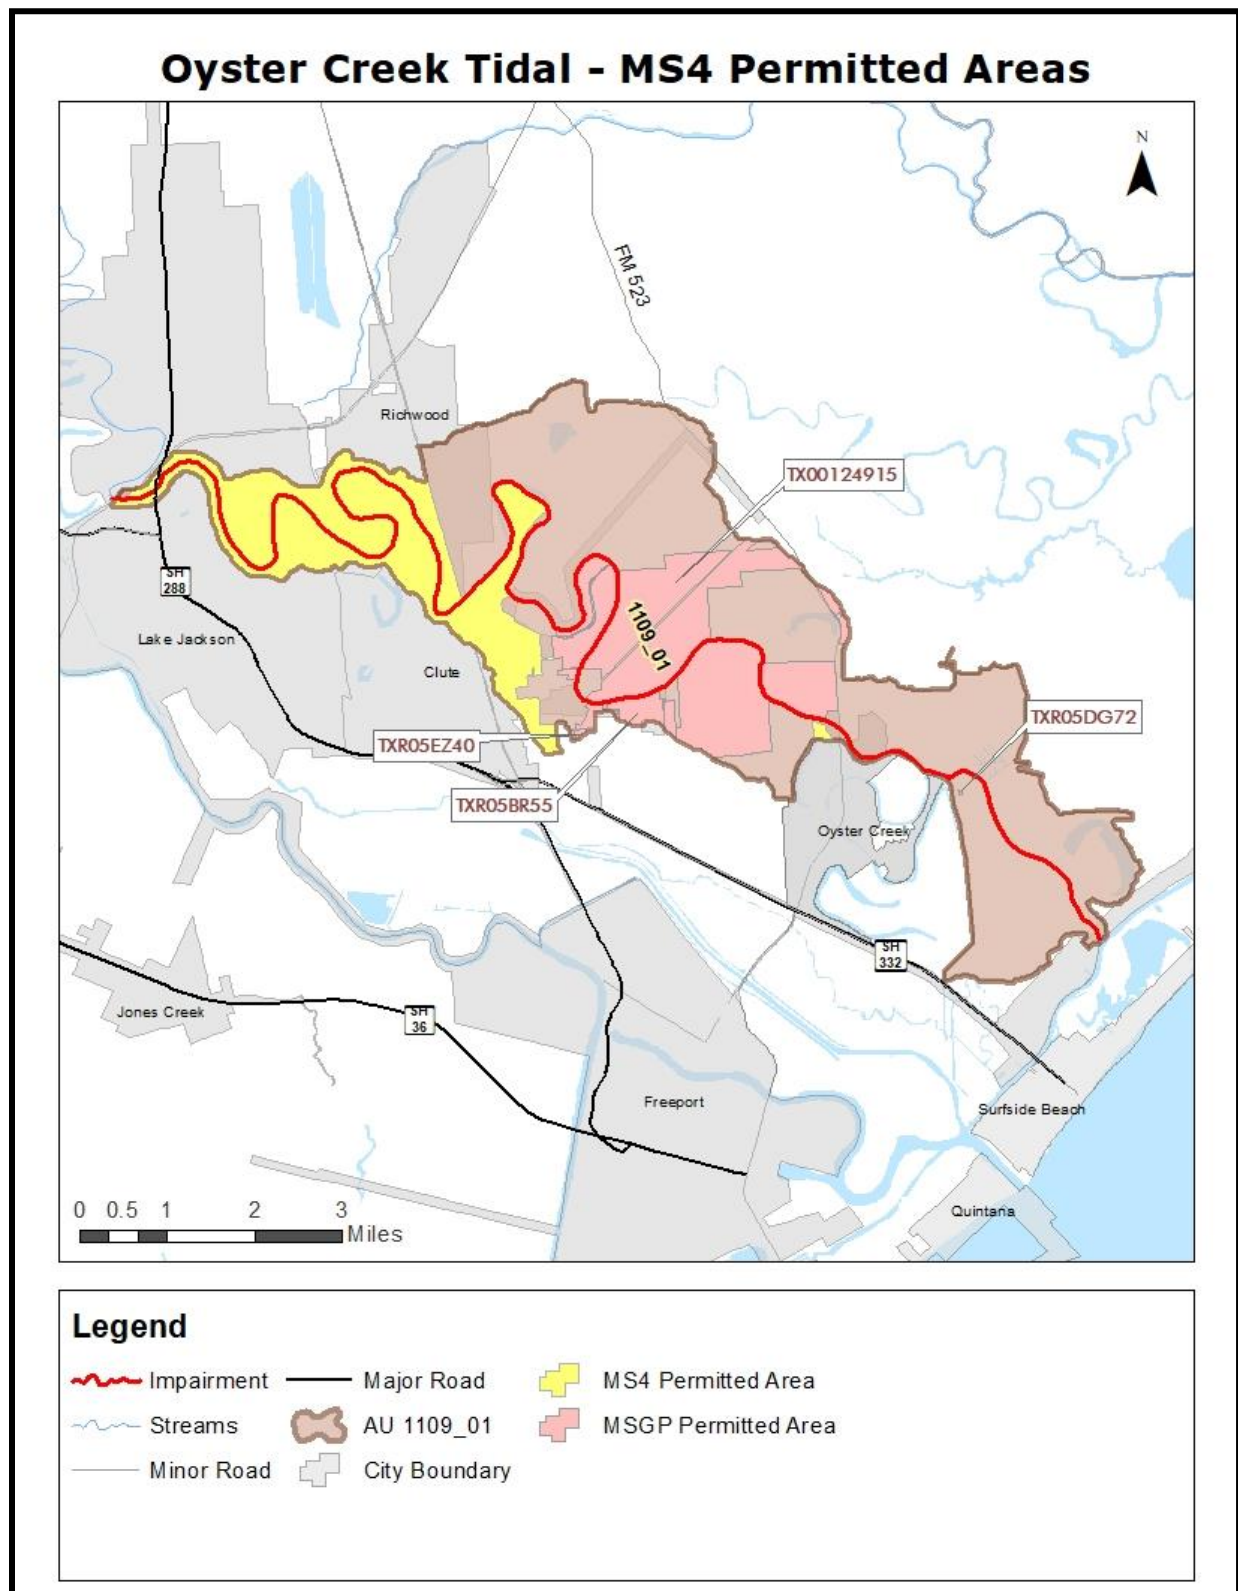 Oyster Creek Tidal - MS4 Permitted Areas
N
FM 523
Richwood
TX00124915
SH
288
1109_01
Lake Jackson
Clute
TXR05DG72
TXR05EZ40
TXR05BR55
Oyster Creek
SH
332
Jones Creek
SH
36
Freeport
Surfside Beach
Quintana
0 0.5 1 2 3
Miles
Legend
Impairment
Major Road
MS4 Permitted Area
Streams
AU 1109_01
MSGP Permitted Area
Minor Road
City Boundary